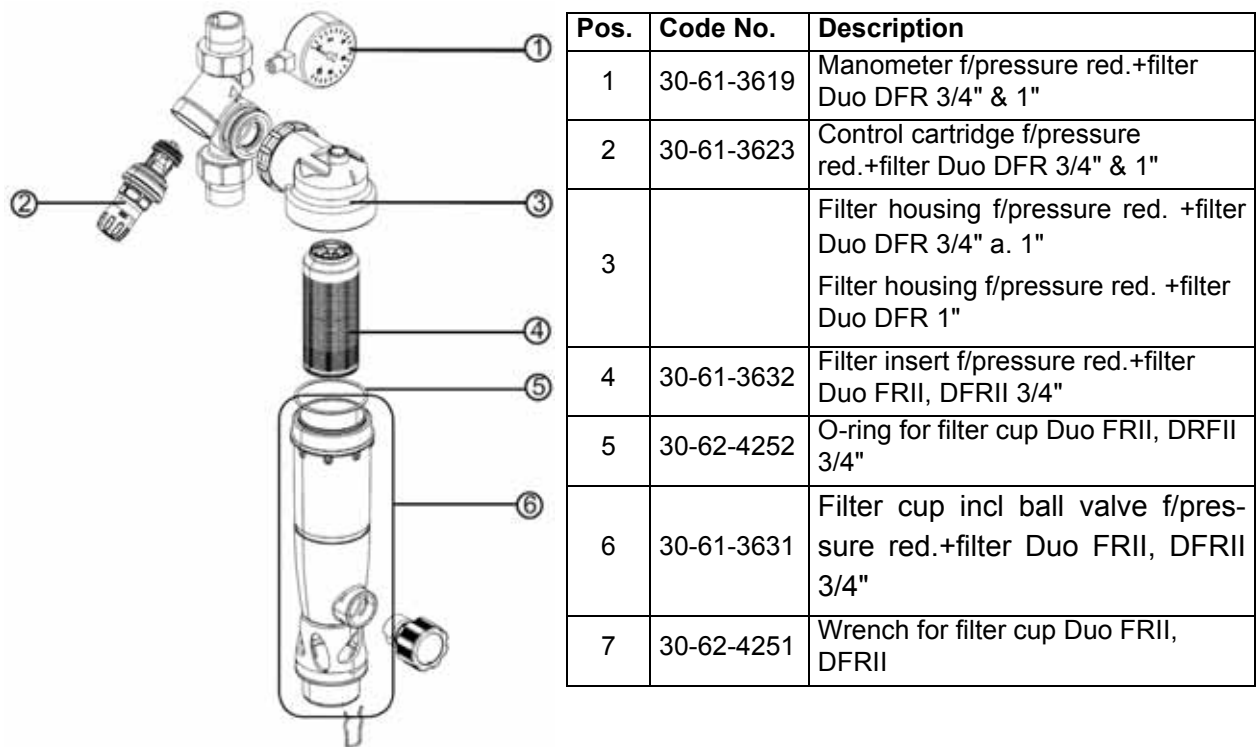 1
2
3
4
5
6
Pos. Code No. Description
1 30-61-3619 Manometer f/pressure red.+filter
Duo DFR 3/4" & 1"
2 30-61-3623 Control cartridge f/pressure
red.+filter Duo DFR 3/4" & 1"
3 Filter housing f/pressure red. +filter
Duo DFR 3/4" a. 1"
Filter housing f/pressure red. +filter
Duo DFR 1"
4 30-61-3632 Filter insert f/pressure red.+filter
Duo FRII, DFRII 3/4"
5 30-62-4252 O-ring for filter cup Duo FRII, DRFII
3/4"
6 30-61-3631 Filter cup incl ball valve f/pres-
sure red.+filter Duo FRII, DFRII
3/4"
7 30-62-4251 Wrench for filter cup Duo FRII,
DFRII